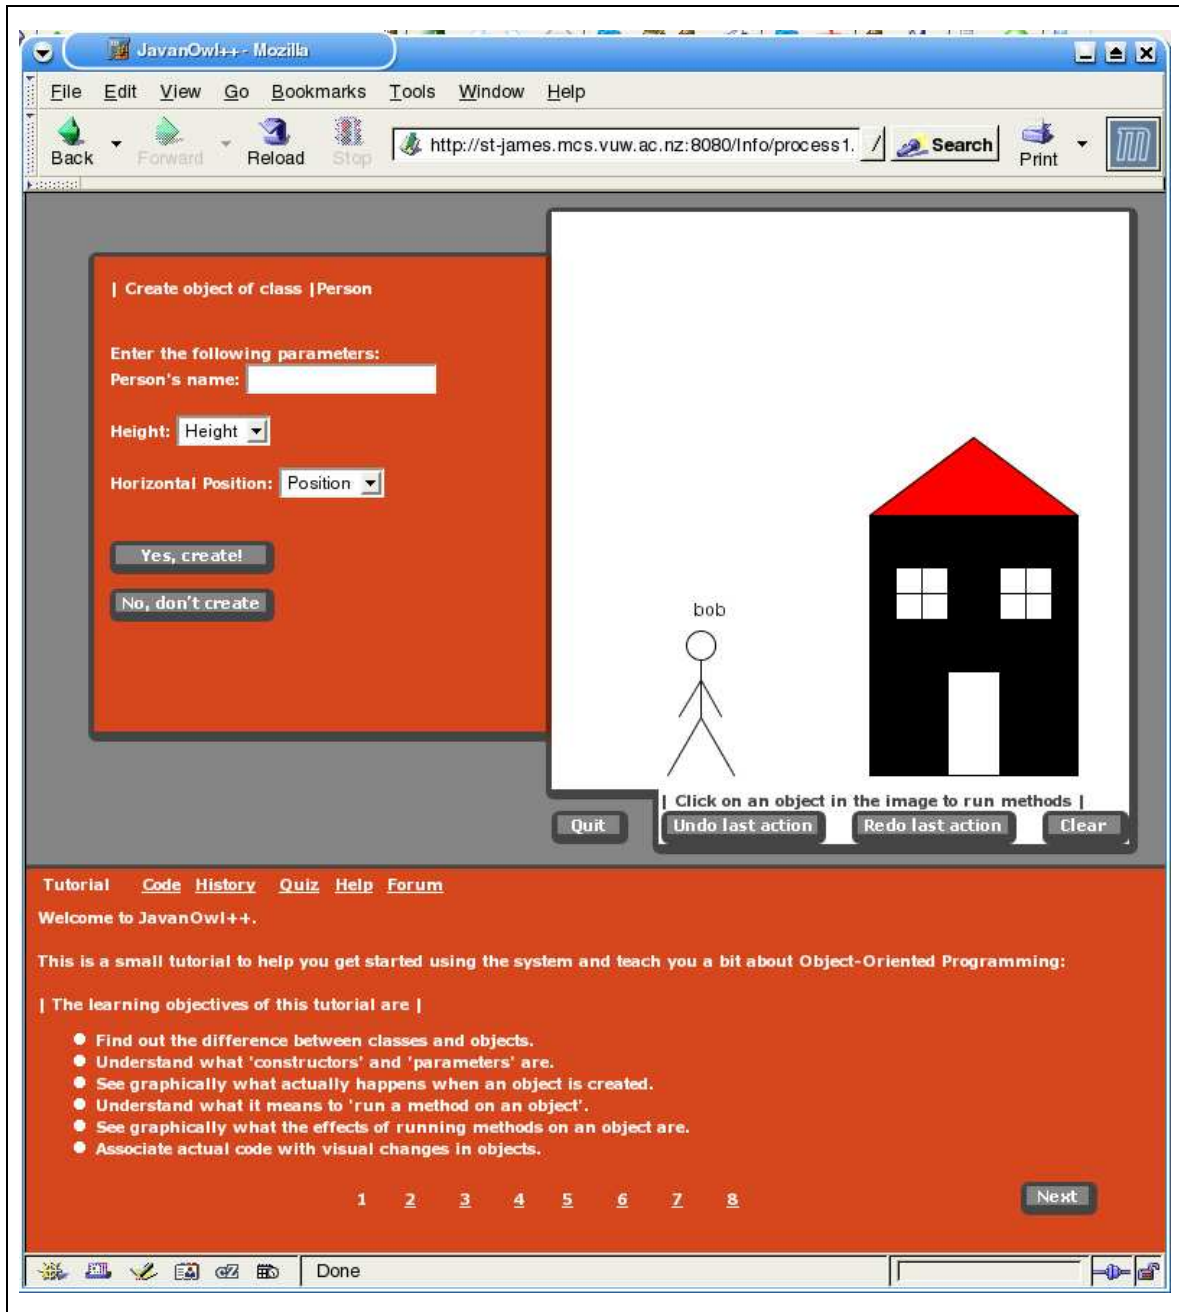 JavanOwl++ - Mozilla
File Edit View Go Bookmarks Tools Window Help
Back Forward Reload Stop http://st-james.mcs.vuw.ac.nz:8080/Info/process1. Search Print
| Create object of class |Person
Enter the following parameters:
Person's name:
Height: Height
Horizontal Position: Position
Yes, create!
No, don't create
bob
| Click on an object in the image to run methods |
Quit Undo last action Redo last action Clear
Tutorial Code History Quiz Help Forum
Welcome to JavanOwl++.
This is a small tutorial to help you get started using the system and teach you a bit about Object-Oriented Programming:
| The learning objectives of this tutorial are |
Find out the difference between classes and objects.
Understand what 'constructors' and 'parameters' are.
See graphically what actually happens when an object is created.
Understand what it means to 'run a method on an object'.
See graphically what the effects of running methods on an object are.
Associate actual code with visual changes in objects.
1 2 3 4 5 6 7 8 Next
Done